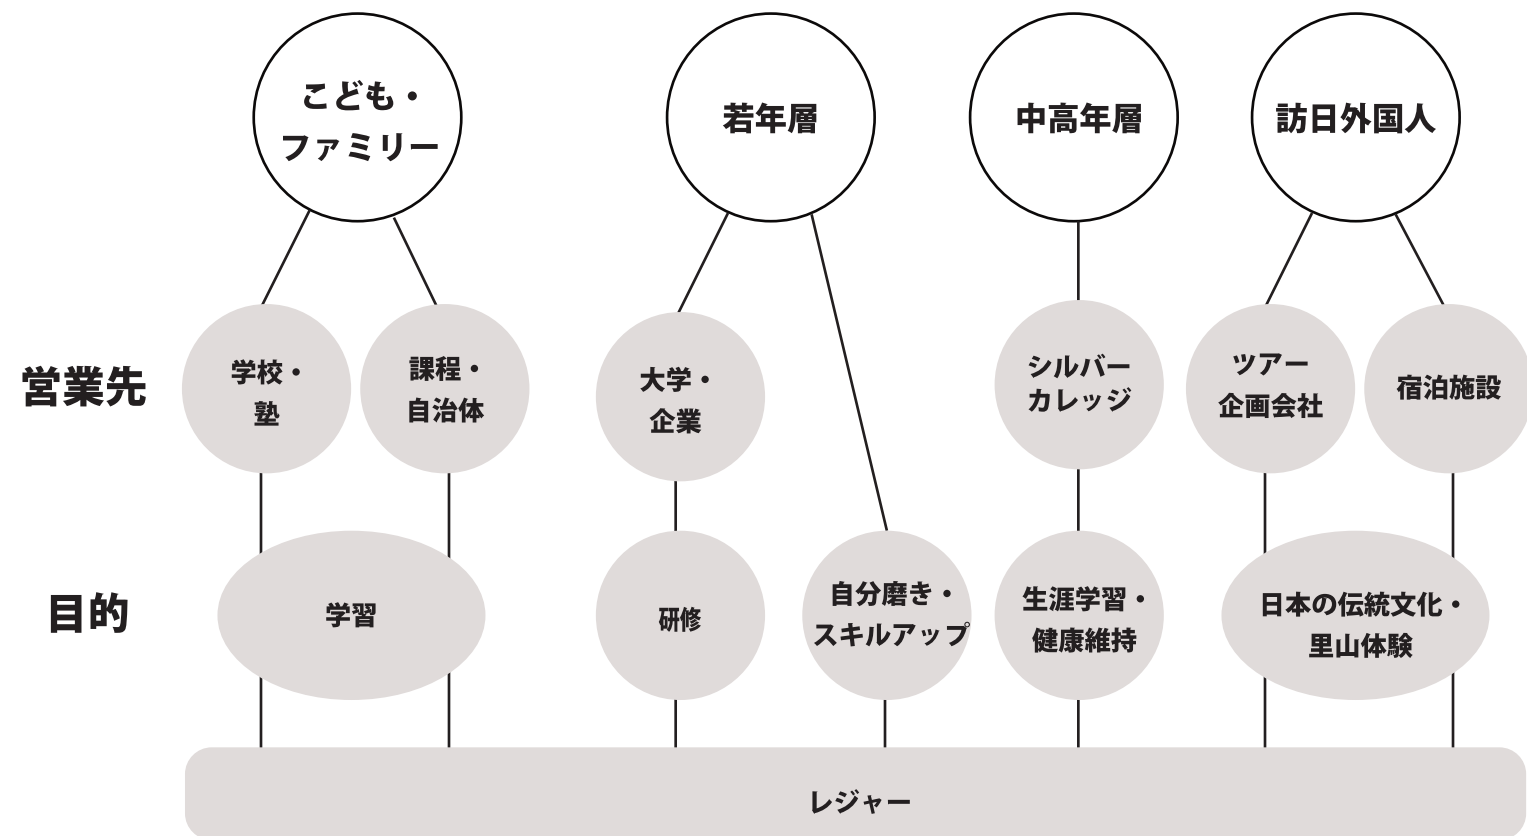 こども・
ファミリー
若年層
中高年層
訪日外国人
営業先
学校・
塾
課程・
自治体
大学・
企業
シルバー
カレッジ
ツアー
企画会社
宿泊施設
目的
学習
研修
自分磨き・
スキルアップ
生涯学習・
健康維持
日本の伝統文化・
里山体験
レジャー